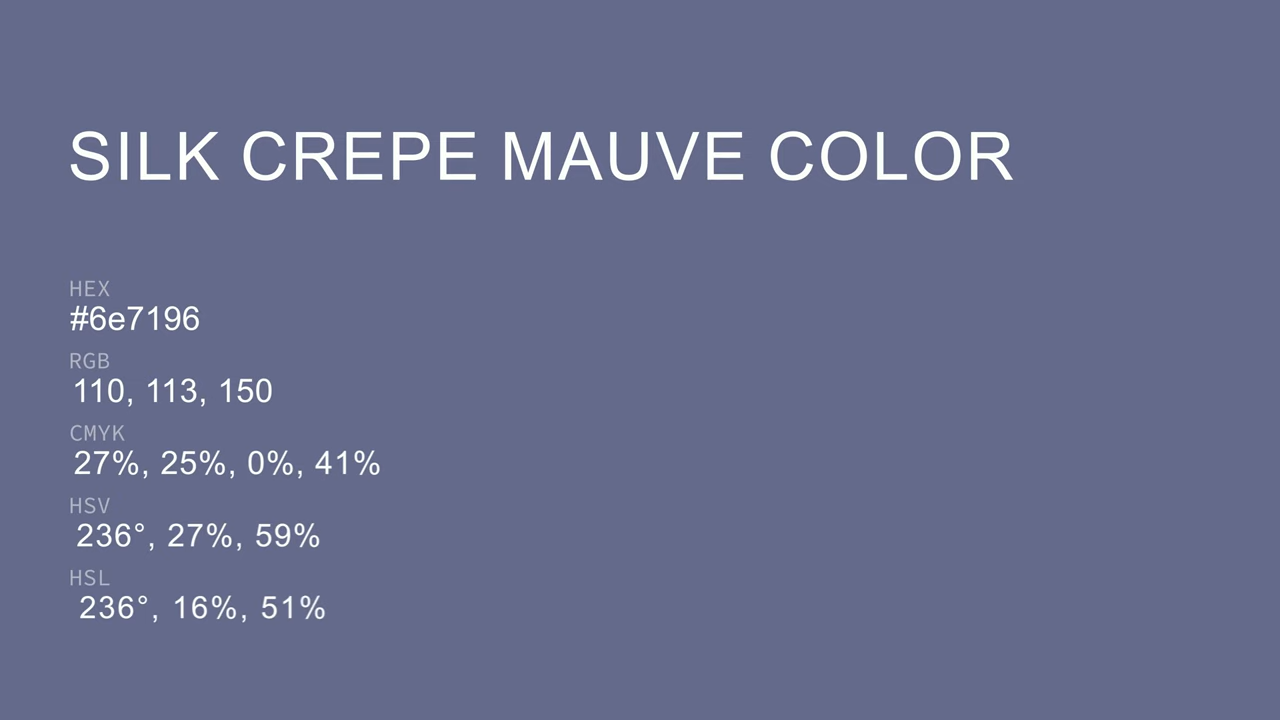 SILK CREPE MAUVE COLOR
HEX
#6e7196
RGB
110, 113, 150
CMYK
27%, 25%, 0%, 41%
HSV
236°, 27%, 59%
HSL
236°, 16%, 51%